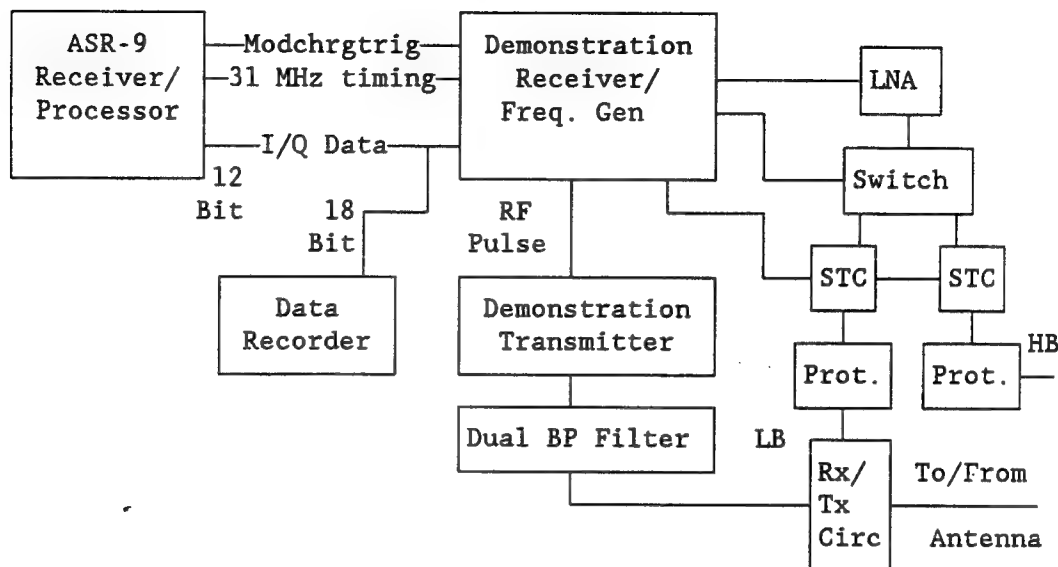 ASR-9
Receiver/
Processor
Modchrgtrig
31 MHz timing
I/Q Data
12
Bit
18
Bit
Demonstration
Receiver/
Freq. Gen
LNA
Switch
STC
STC
RF
Pulse
Data
Recorder
Demonstration
Transmitter
Prot.
Prot.
HB
Dual BP Filter
LB
Rx/
Tx
Circ
To/From
Antenna